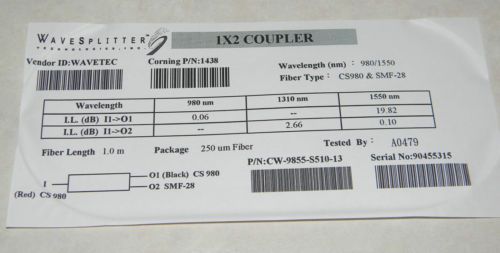 WAVESPLITTER
TECHNOLOGIES, INC.
1X2 COUPLER
Vendor ID:WAVETEC
Corning P/N:1438
Wavelength (nm) : 980/1550
Fiber Type : CS980 & SMF-28
Wavelength 980 nm 1310 nm 1550 nm
I.L. (dB) I1->O1 0.06 -- 19.82
I.L. (dB) I1->O2 -- 2.66 0.10
Fiber Length 1.0 m Package 250 um Fiber Tested By : A0479
P/N:CW-9855-S510-13 Serial No:90455315
I
(Red) CS 980
O1 (Black) CS 980
O2 SMF-28